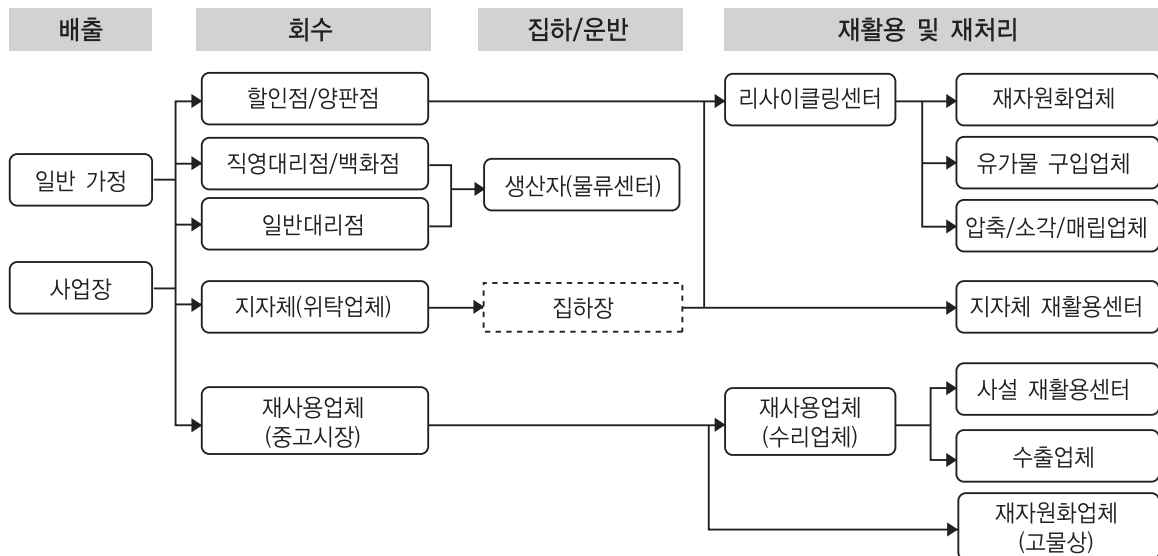 배출
회수
집하/운반
재활용 및 재처리
할인점/양판점
리사이클링센터
재자원화업체
일반 가정
직영대리점/백화점
생산자(물류센터)
유가물 구입업체
일반대리점
압축/소각/매립업체
사업장
지자체(위탁업체)
집하장
지자체 재활용센터
재사용업체
(중고시장)
재사용업체
(수리업체)
사설 재활용센터
수출업체
재자원화업체
(고물상)